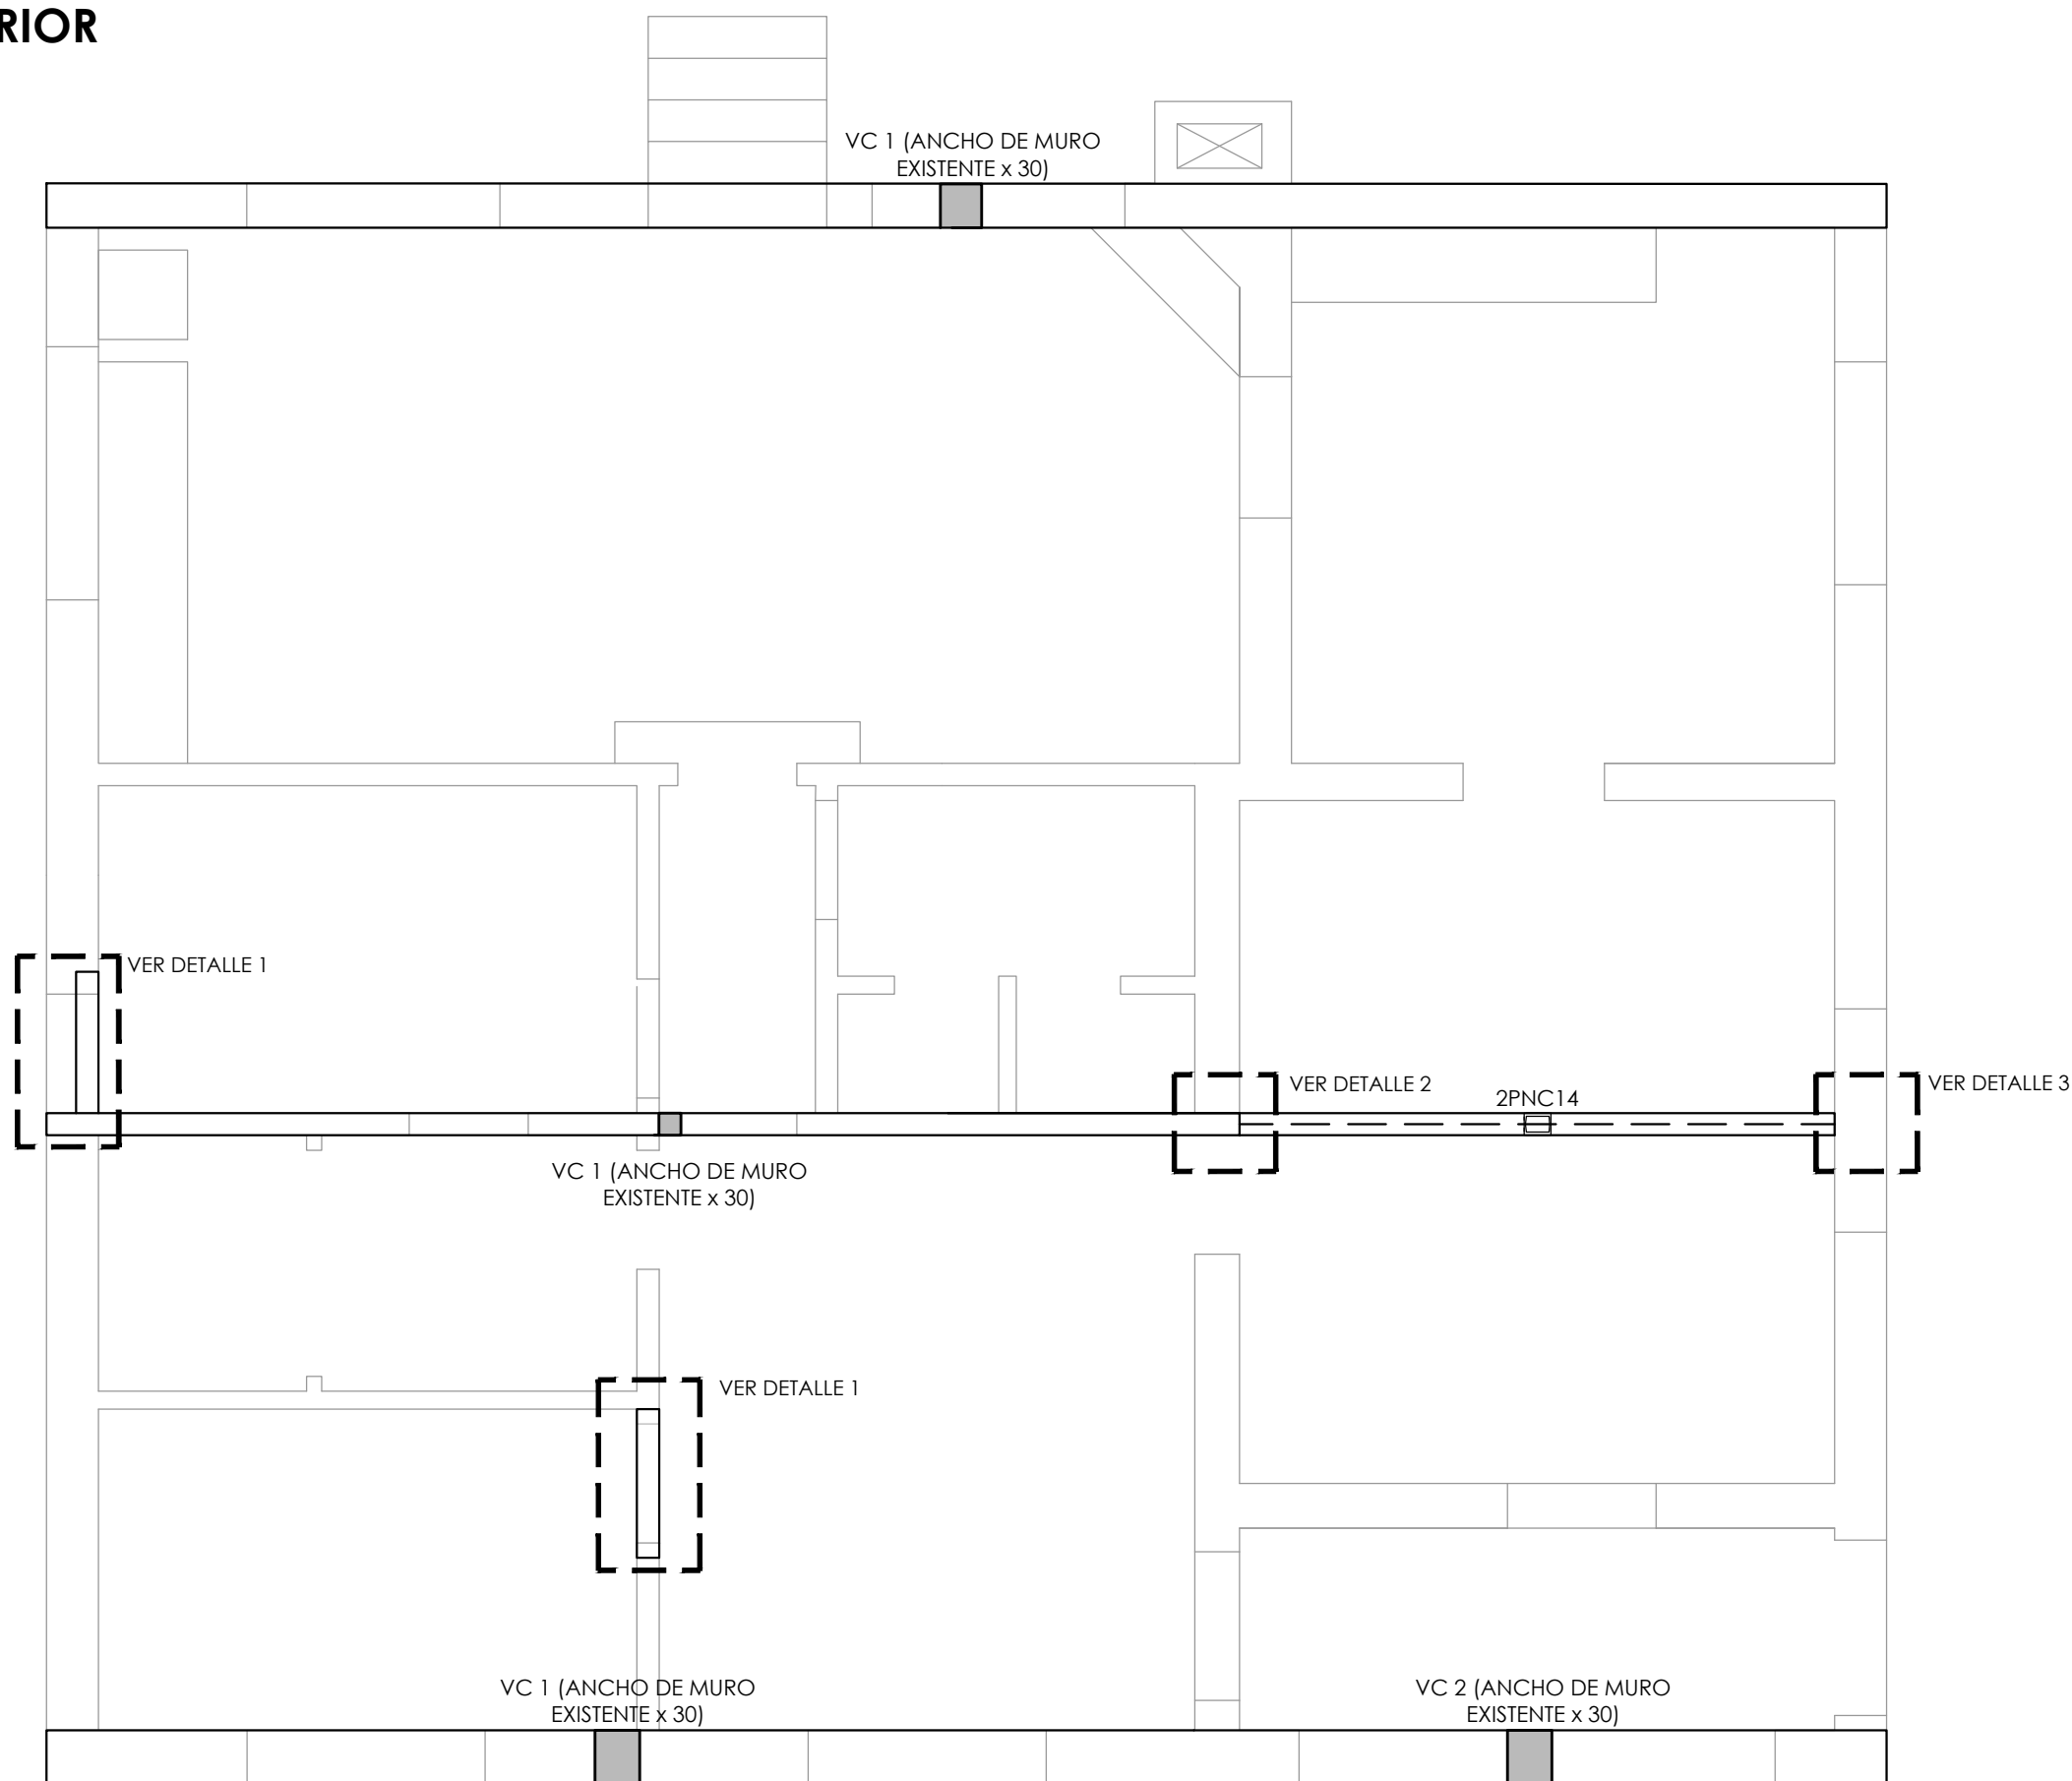 RIOR
VC 1 (ANCHO DE MURO
EXISTENTE x 30)
VER DETALLE 1
VER DETALLE 2
2PNC14
VER DETALLE 3
VC 1 (ANCHO DE MURO
EXISTENTE x 30)
VER DETALLE 1
VC 1 (ANCHO DE MURO
EXISTENTE x 30)
VC 2 (ANCHO DE MURO
EXISTENTE x 30)